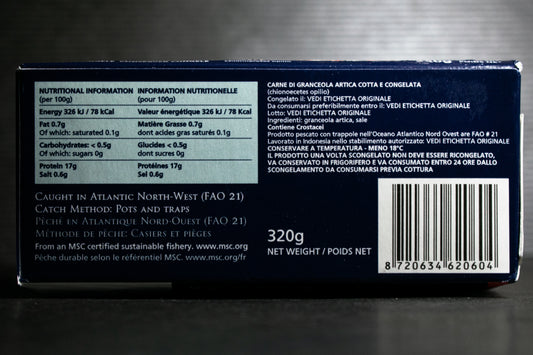 NUTRITIONAL INFORMATION
(per 100g)
INFORMATION NUTRITIONELLE
(pour 100g)
Energy 326 kJ / 78 kCal
Valeur énergétique 326 kJ / 78 Kcal
Fat 0.7g
Of which: saturated 0.1g
Matière Grasse 0.7g
dont acides gras saturés 0.1g
Carbohydrates: < 0.5g
Of which: sugars 0g
Glucides < 0.5g
dont sucres 0g
Protein 17g
Salt 0.6g
Protéines 17g
Sel 0.6g
CAUGHT IN ATLANTIC NORTH-WEST (FAO 21)
CATCH METHOD: POTS AND TRAPS
PÊCHÉ EN ATLANTIQUE NORD-OUEST (FAO 21)
MÉTHODE DE PÊCHE: CASIERS ET PIÈGES
From an MSC certified sustainable fishery. www.msc.org
Pêche durable selon le référentiel MSC. www.msc.org/fr
CARNE DI GRANCEOLA ARTICA COTTA E CONGELATA
(chionoecetes opilio)
Congelato il: VEDI ETICHETTA ORIGINALE
Da consumarsi preferibilmente entro il: VEDI ETICHETTA ORIGINALE
Lotto: VEDI ETICHETTA ORIGINALE
Ingredienti: granceola artica, sale
Contiene Crostacei
Prodotto pescato con trappole nell'Oceano Atlantico Nord Ovest are FAO # 21
Lavorato in Indonesia nello stabilimento autorizzato: VEDI ETICHETTA ORIGINALE
CONSERVARE A TEMPERATURA - MENO 18°C
IL PRODOTTO UNA VOLTA SCONGELATO NON DEVE ESSERE RICONGELATO,
VA CONSERVATO IN FRIGORIFERO E VA CONSUMATO ENTRO 24 ORE DALLO
SCONGELAMENTO DA CONSUMARSI PREVIA COTTURA
320g
NET WEIGHT / POIDS NET
8 720634 620604